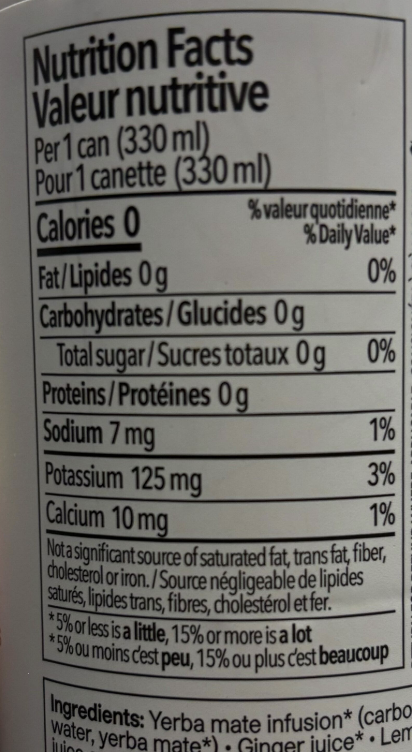 Nutrition Facts
Valeur nutritive
Per 1 can (330 ml)
Pour 1 canette (330 ml)
Calories 0
% valeur quotidienne*
% Daily Value*
Fat/Lipides 0 g 0%
Carbohydrates/Glucides 0 g
Total sugar/Sucres totaux 0 g 0%
Proteins/Protéines 0 g
Sodium 7 mg 1%
Potassium 125 mg 3%
Calcium 10 mg 1%
Not a significant source of saturated fat, trans fat, fiber,
cholesterol or iron./Source négligeable de lipides
saturés, lipides trans, fibres, cholestérol et fer.
*5% or less is a little, 15% or more is a lot
*5% ou moins c'est peu, 15% ou plus c'est beaucoup
Ingredients: Yerba mate infusion* (carbo
water, yerba mate*) • Ginger juice* • Lem